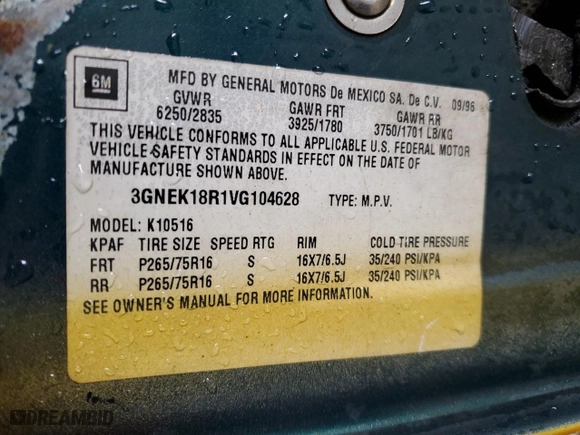 GM
MFD BY GENERAL MOTORS De MEXICO SA. De C.V. 09/96
GVWR GAWR FRT GAWR RR
6250/2835 3925/1780 3750/1701 LB/KG
THIS VEHICLE CONFORMS TO ALL APPLICABLE U.S. FEDERAL MOTOR
VEHICLE SAFETY STANDARDS IN EFFECT ON THE DATE OF
MANUFACTURE SHOWN ABOVE.
3GNEK18R1VG104628 TYPE: M.P.V.
MODEL: K10516
KPAF TIRE SIZE SPEED RTG RIM COLD TIRE PRESSURE
FRT P265/75R16 S 16X7/6.5J 35/240 PSI/KPA
RR P265/75R16 S 16X7/6.5J 35/240 PSI/KPA
SEE OWNER'S MANUAL FOR MORE INFORMATION.
DREAMBID